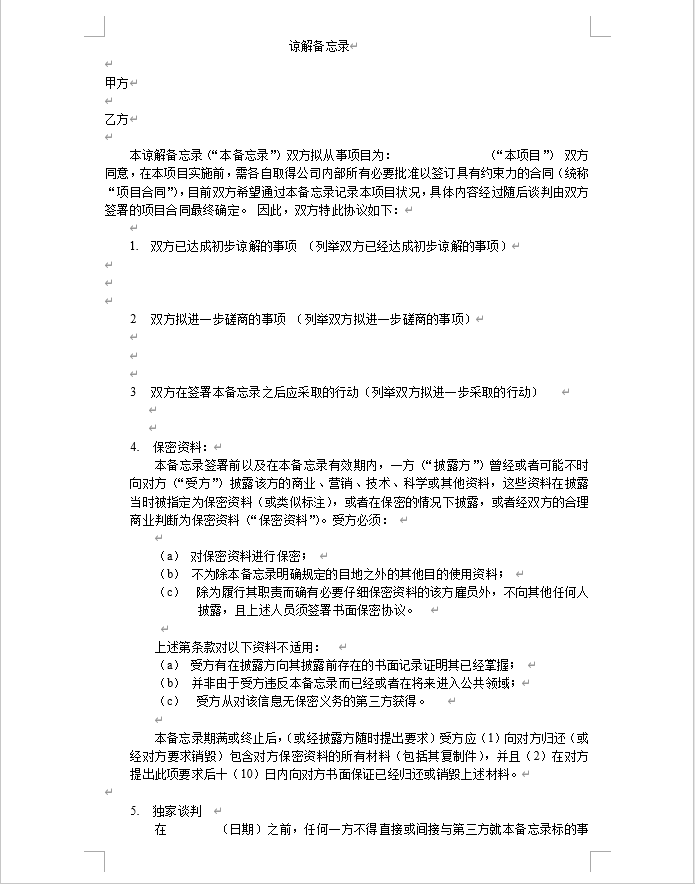 谅解备忘录
甲方
乙方
本谅解备忘录（“本备忘录”）双方拟从事项目为： （“本项目”） 双方
同意，在本项目实施前，需各自取得公司内部所有必要批准以签订具有约束力的合同（统称
“项目合同”），目前双方希望通过本备忘录记录本项目状况，具体内容经过随后谈判由双方
签署的项目合同最终确定。 因此，双方特此协议如下：
1. 双方已达成初步谅解的事项 （列举双方已经达成初步谅解的事项）
2 双方拟进一步磋商的事项 （列举双方拟进一步磋商的事项）
3 双方在签署本备忘录之后应采取的行动（列举双方拟进一步采取的行动）
4. 保密资料：
本备忘录签署前以及在本备忘录有效期内，一方（“披露方”）曾经或者可能不时
向对方（“受方”）披露该方的商业、营销、技术、科学或其他资料，这些资料在披露
当时被指定为保密资料（或类似标注），或者在保密的情况下披露，或者经双方的合理
商业判断为保密资料（“保密资料”）。受方必须：
（a） 对保密资料进行保密；
（b） 不为除本备忘录明确规定的目地之外的其他目的使用资料；
（c） 除为履行其职责而确有必要仔细保密资料的该方雇员外，不向其他任何人
披露，且上述人员须签署书面保密协议。
上述第条款对以下资料不适用：
（a） 受方有在披露方向其披露前存在的书面记录证明其已经掌握；
（b） 并非由于受方违反本备忘录而已经或者在将来进入公共领域；
（c） 受方从对该信息无保密义务的第三方获得。
本备忘录期满或终止后，（或经披露方随时提出要求）受方应（1）向对方归还（或
经对方要求销毁）包含对方保密资料的所有材料（包括其复制件），并且（2）在对方
提出此项要求后十（10）日内向对方书面保证已经归还或销毁上述材料。
5. 独家谈判
在 （日期）之前，任何一方不得直接或间接与第三方就本备忘录标的事